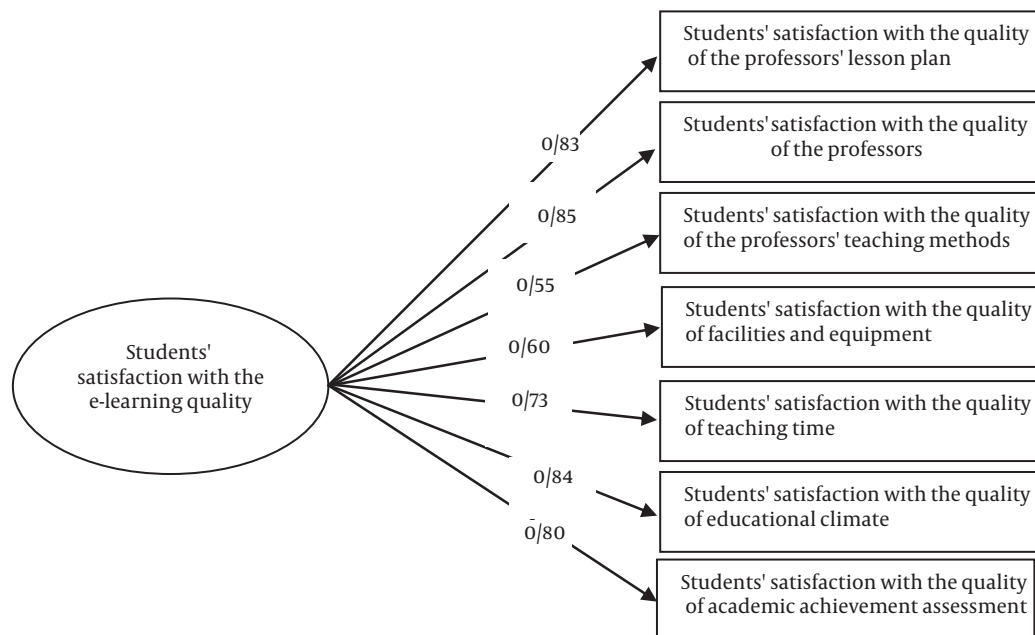 Students' satisfaction with the quality
of the professors' lesson plan
0/83
Students' satisfaction with the quality
of the professors
0/85
Students' satisfaction with the quality
of the professors' teaching methods
0/55
Students' satisfaction with the quality
of facilities and equipment
0/60
Students'
satisfaction with the
e-learning quality
0/73
Students' satisfaction with the quality
of teaching time
0/84
Students' satisfaction with the quality
of educational climate
0/80
Students' satisfaction with the quality
of academic achievement assessment